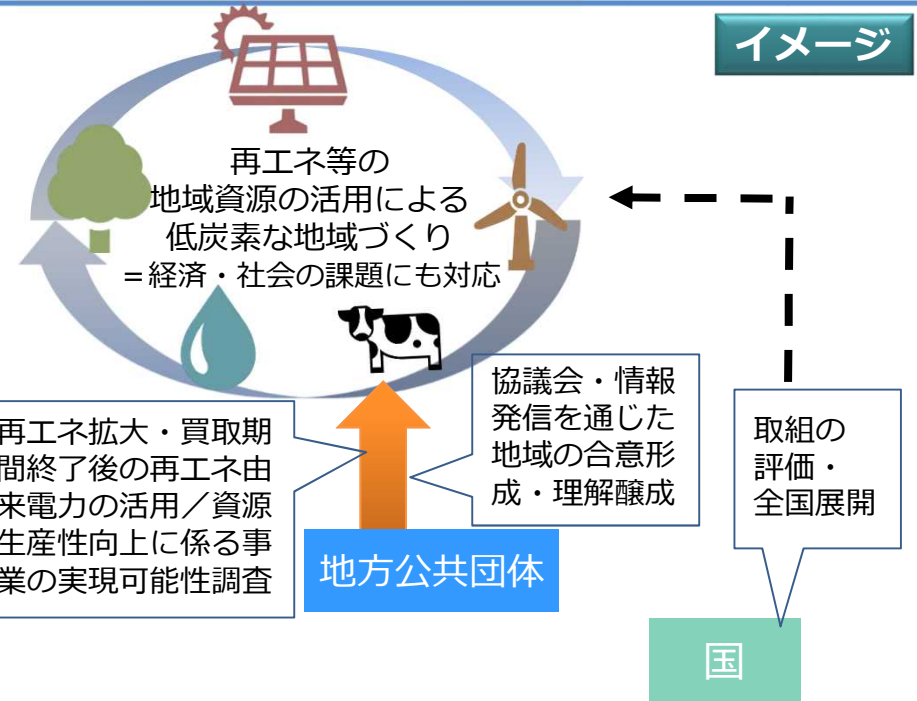 イメージ
再エネ等の
地域資源の活用による
低炭素な地域づくり
＝経済・社会の課題にも対応
再エネ拡大・買取期
間終了後の再エネ由
来電力の活用／資源
生産性向上に係る事
業の実現可能性調査
協議会・情報
発信を通じた
地域の合意形
成・理解醸成
取組の
評価・
全国展開
地方公共団体
国